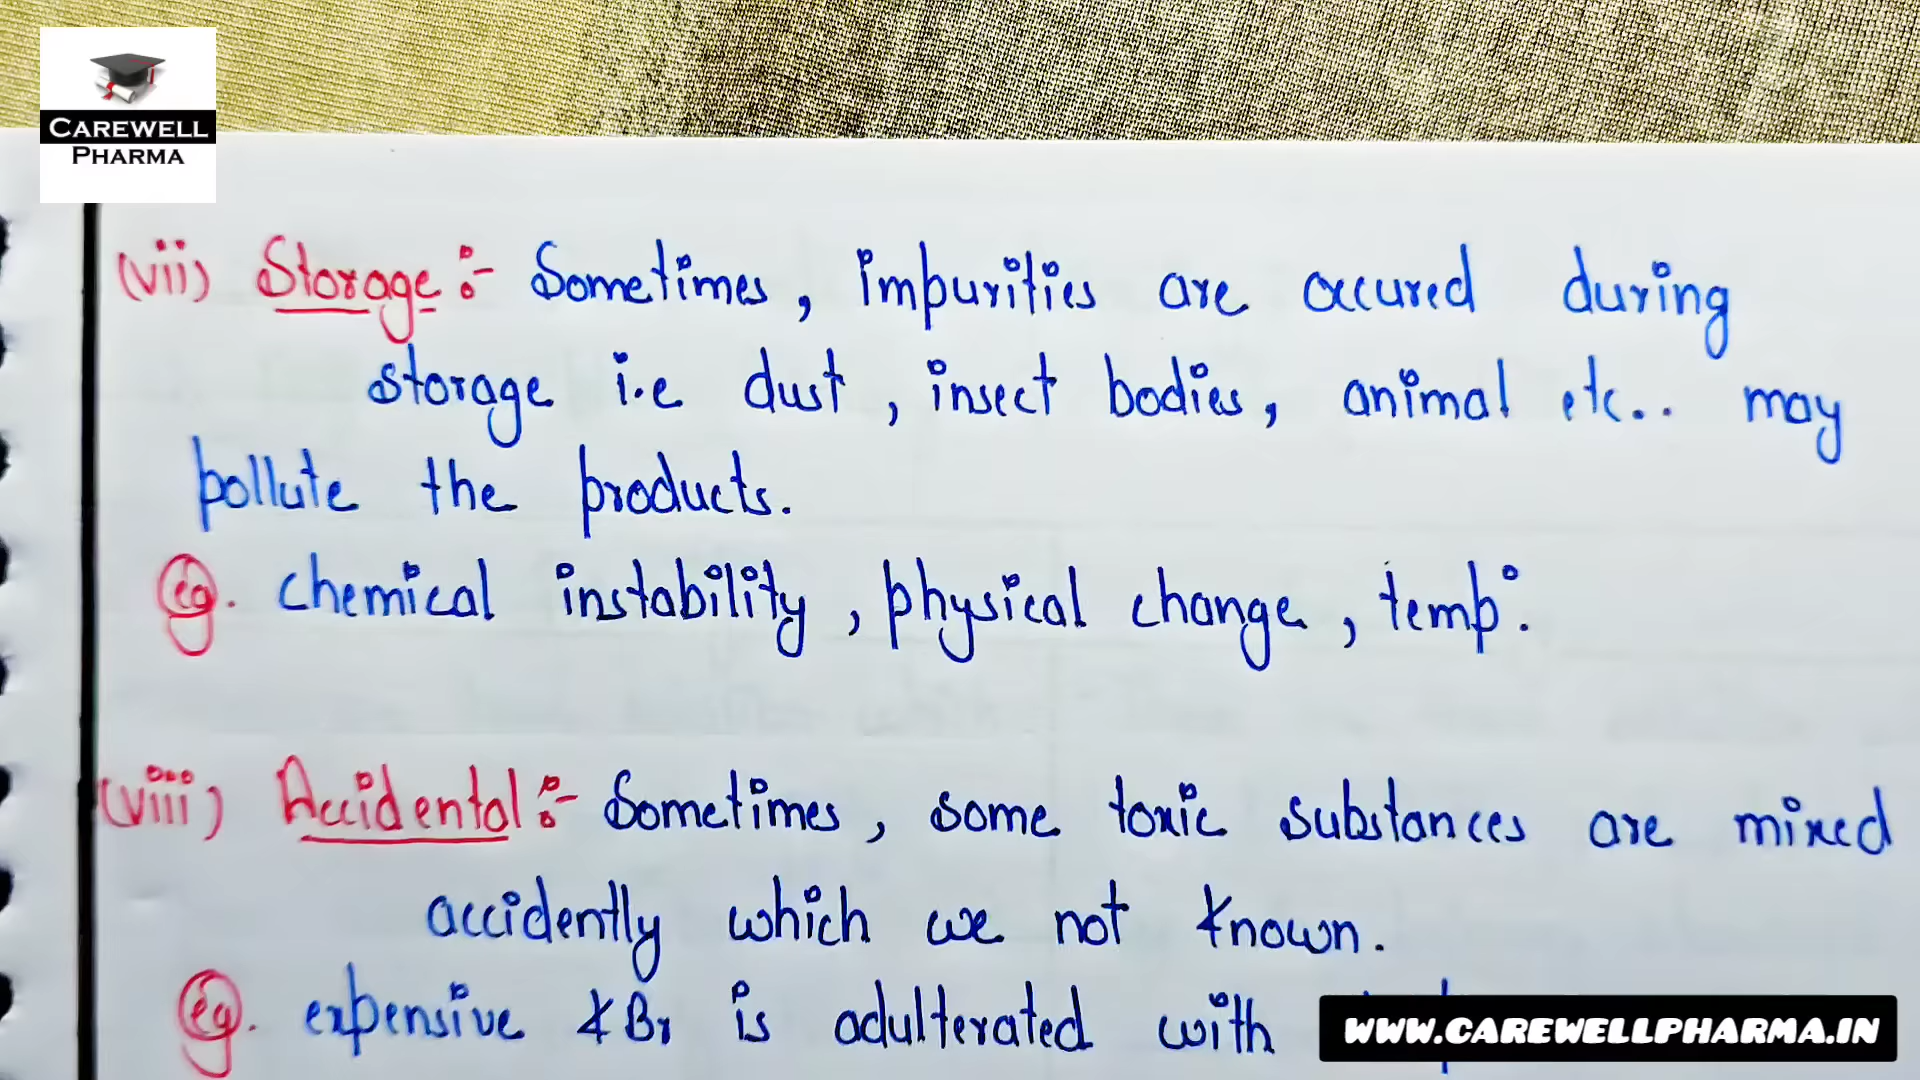 CAREWELL
PHARMA
(vii) Storage :- Sometimes, impurities are occured during
storage i.e dust, insect bodies, animal etc.. may
pollute the products.
eg. chemical instability, physical change, temp.
(viii) Accidental :- Sometimes, some toxic substances are mixed
accidently which we not known.
eg. expensive KBr is adulterated with
WWW.CAREWELLPHARMA.IN